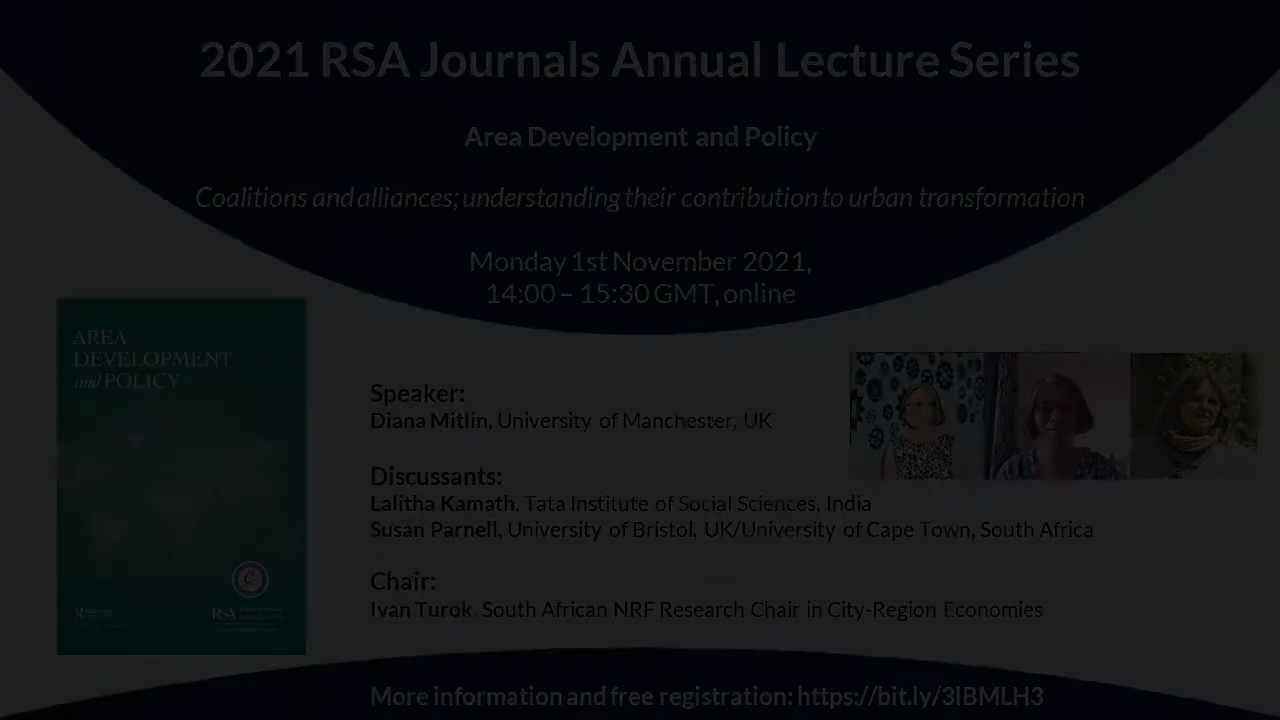 2021 RSA Journals Annual Lecture Series
Area Development and Policy
Coalitions and alliances; understanding their contribution to urban transformation
Monday 1st November 2021,
14:00 – 15:30 GMT, online
AREA
DEVELOPMENT
and POLICY
RSA
Speaker:
Diana Mitlin, University of Manchester, UK
Discussants:
Lalitha Kamath, Tata Institute of Social Sciences, India
Susan Parnell, University of Bristol, UK/University of Cape Town, South Africa
Chair:
Ivan Turok. South African NRF Research Chair in City-Region Economies
More information and free registration: https://bit.ly/3lBMLH3